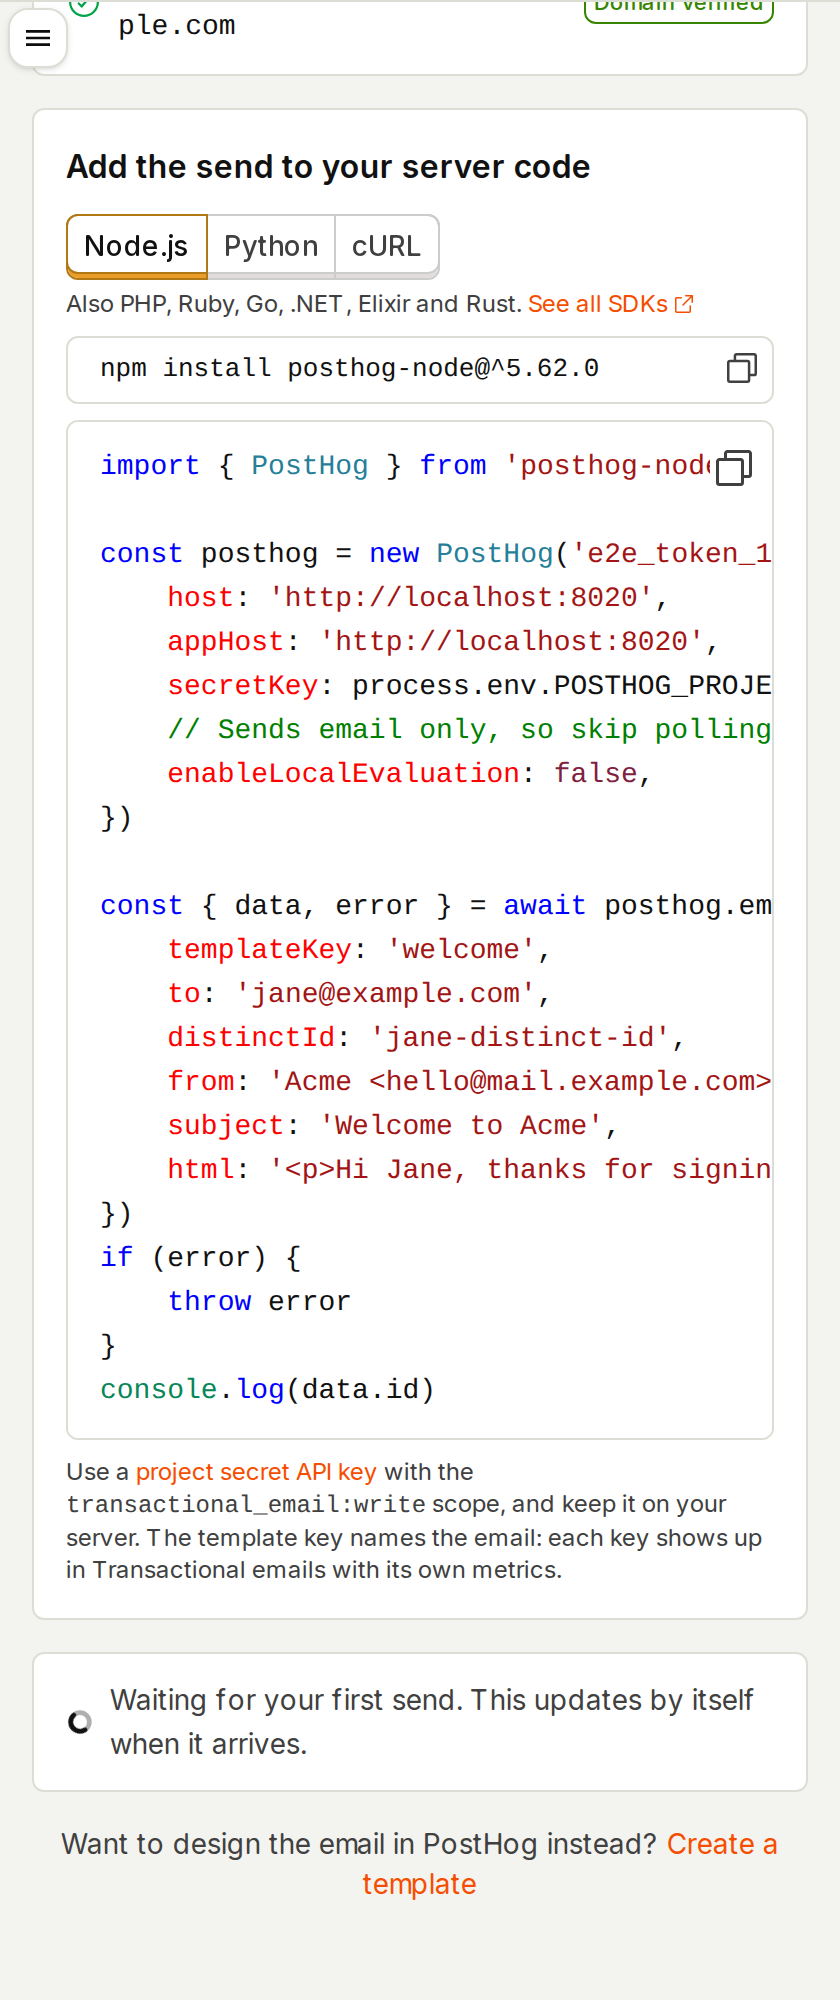 ple.com
Domain verified
Add the send to your server code
Node.js
Python
cURL
Also PHP, Ruby, Go, .NET, Elixir and Rust. See all SDKs
npm install posthog-node@^5.62.0
import { PostHog } from 'posthog-node
const posthog = new PostHog('e2e_token_1
host: 'http://localhost:8020',
appHost: 'http://localhost:8020',
secretKey: process.env.POSTHOG_PROJE
// Sends email only, so skip polling
enableLocalEvaluation: false,
})
const { data, error } = await posthog.em
templateKey: 'welcome',
to: 'jane@example.com',
distinctId: 'jane-distinct-id',
from: 'Acme <hello@mail.example.com>
subject: 'Welcome to Acme',
html: '<p>Hi Jane, thanks for signin
})
if (error) {
throw error
}
console.log(data.id)
Use a project secret API key with the
transactional_email:write scope, and keep it on your
server. The template key names the email: each key shows up
in Transactional emails with its own metrics.
Waiting for your first send. This updates by itself
when it arrives.
Want to design the email in PostHog instead? Create a
template